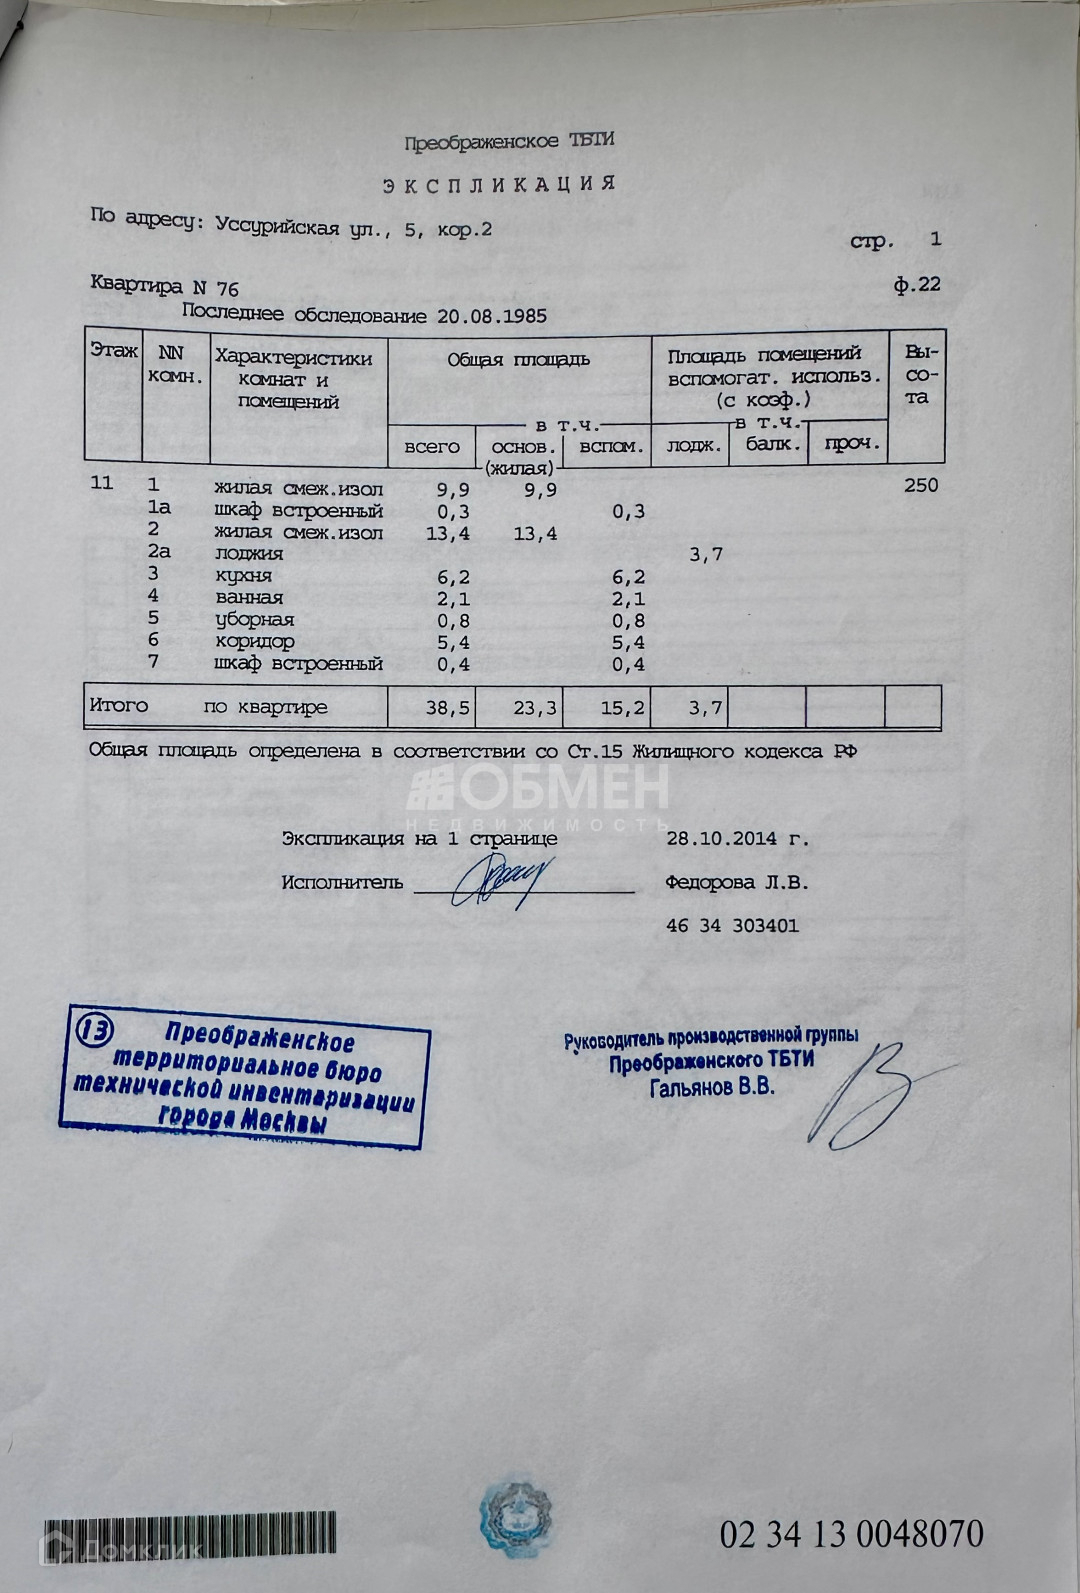 Преображенское ТБТИ
ЭКСПЛИКАЦИЯ
По адресу: Уссурийская ул., 5, кор.2
стр. 1
Квартира N 76
ф.22
Последнее обследование 20.08.1985
Этаж NN Характеристики Общая площадь Площадь помещений Вы-
комн. комнат и вспомогат. использ. со-
помещений (с коэф.) та
в т.ч. в т.ч.
всего основ. вспом. лодж. балк. проч.
(жилая)
11 1 жилая смеж.изол 9,9 9,9 250
1а шкаф встроенный 0,3 0,3
2 жилая смеж.изол 13,4 13,4
2а лоджия 3,7
3 кухня 6,2 6,2
4 ванная 2,1 2,1
5 уборная 0,8 0,8
6 коридор 5,4 5,4
7 шкаф встроенный 0,4 0,4
Итого по квартире 38,5 23,3 15,2 3,7
Общая площадь определена в соответствии со Ст.15 Жилищного кодекса РФ
ОБМЕН
НЕДВИЖИМОСТЬ
Экспликация на 1 странице 28.10.2014 г.
Исполнитель Федорова Л.В.
46 34 303401
13 Преображенское
территориальное бюро
технической инвентаризации
города Москвы
Руководитель производственной группы
Преображенского ТБТИ
Гальянов В.В.
Домклик
02 34 13 0048070